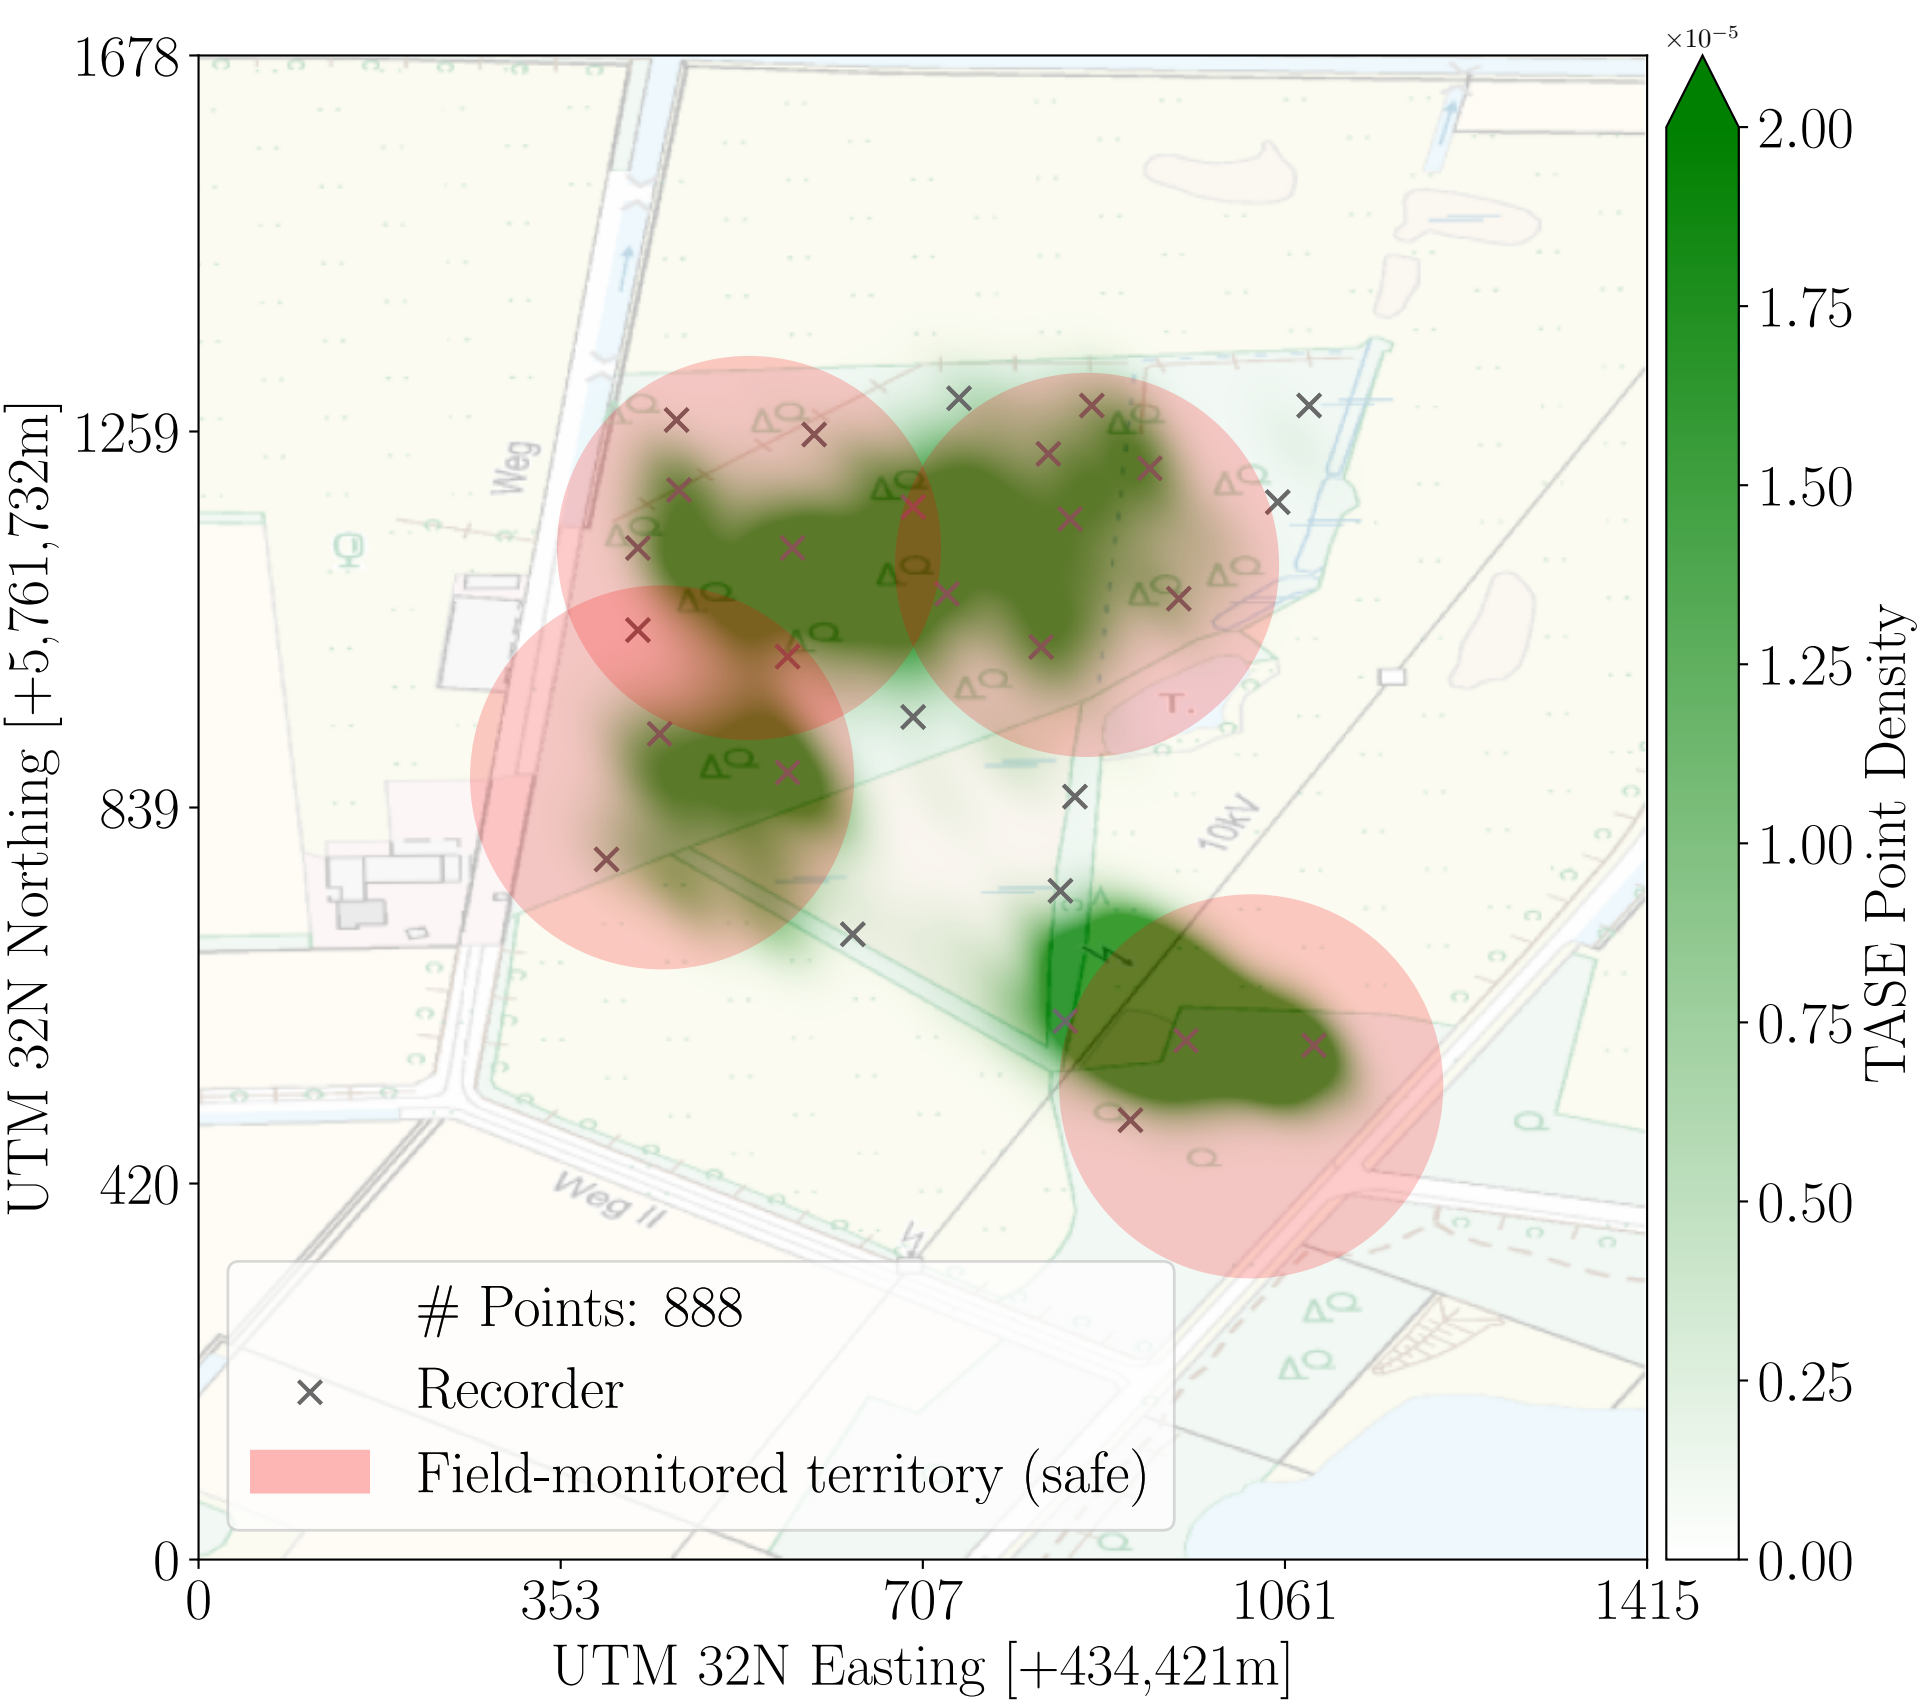 ×10⁻⁵
1678
1259
839
420
0
UTM 32N Northing [+5,761,732m]
0
353
707
1061
1415
UTM 32N Easting [+434,421m]
Weg
T.
10kV
Weg II
# Points: 888
Recorder
Field-monitored territory (safe)
2.00
1.75
1.50
1.25
1.00
0.75
0.50
0.25
0.00
TASE Point Density